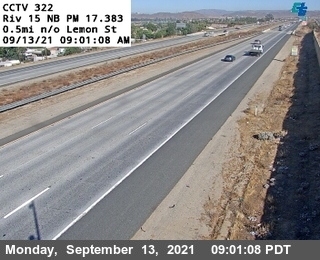 CCTV 322
Riv 15 NB PM 17.383
0.5mi n/o Lemon St
09/13/21 09:01:08 AM
Monday, September 13, 2021 09:01:08 PDT